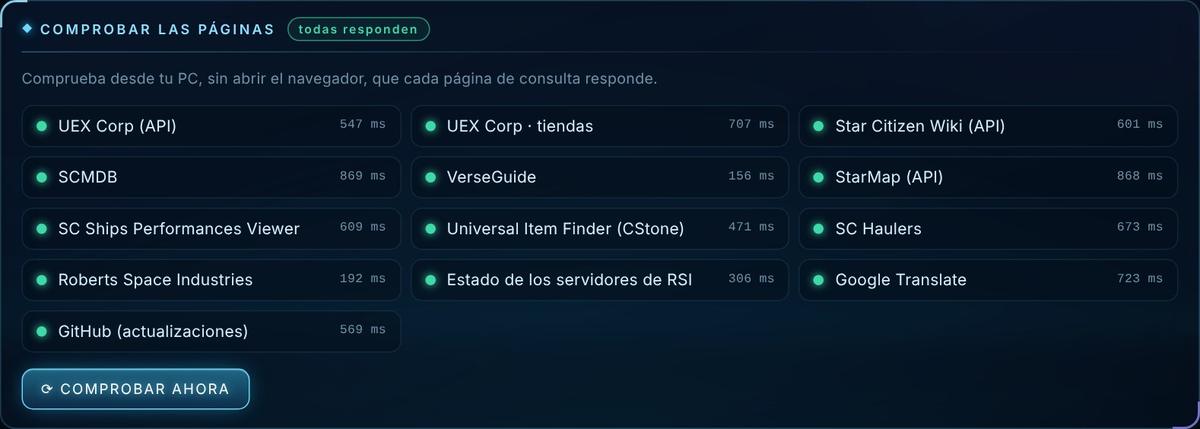 COMPROBAR LAS PÁGINAS todas responden
Comprueba desde tu PC, sin abrir el navegador, que cada página de consulta responde.
UEX Corp (API) 547 ms
UEX Corp · tiendas 707 ms
Star Citizen Wiki (API) 601 ms
SCMDB 869 ms
VerseGuide 156 ms
StarMap (API) 868 ms
SC Ships Performances Viewer 609 ms
Universal Item Finder (CStone) 471 ms
SC Haulers 673 ms
Roberts Space Industries 192 ms
Estado de los servidores de RSI 306 ms
Google Translate 723 ms
GitHub (actualizaciones) 569 ms
⟳ COMPROBAR AHORA